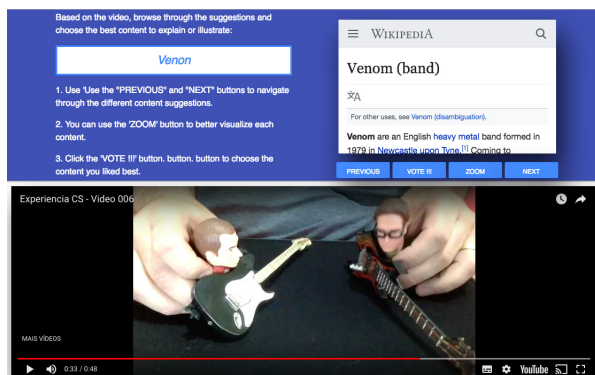 Based on the video, browse through the suggestions and
choose the best content to explain or illustrate:
Venon
1. Use 'Use the "PREVIOUS" and "NEXT" buttons to navigate
through the different content suggestions.
2. You can use the 'ZOOM' button to better visualize each
content.
3. Click the 'VOTE !!!' button. button. button to choose the
content you liked best.
WIKIPEDIA
Venom (band)
For other uses, see Venom (disambiguation).
Venom are an English heavy metal band formed in
1979 in Newcastle upon Tyne.[1] Coming to
PREVIOUS VOTE !!! ZOOM NEXT
Experiencia CS - Video 006
MAIS VÍDEOS
0:33 / 0:48
YouTube